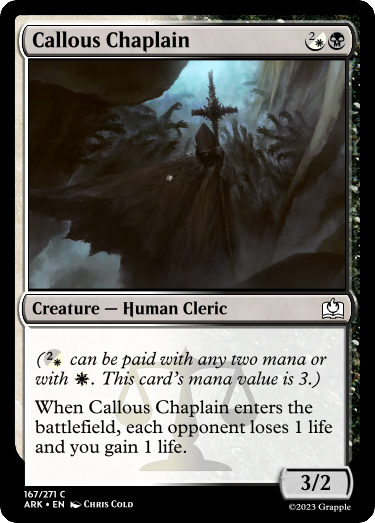 Callous Chaplain 2
Creature — Human Cleric
(2 can be paid with any two mana or
with . This card's mana value is 3.)
When Callous Chaplain enters the
battlefield, each opponent loses 1 life
and you gain 1 life.
3/2
167/271 C
ARK • EN Chris Cold
©2023 Grapple